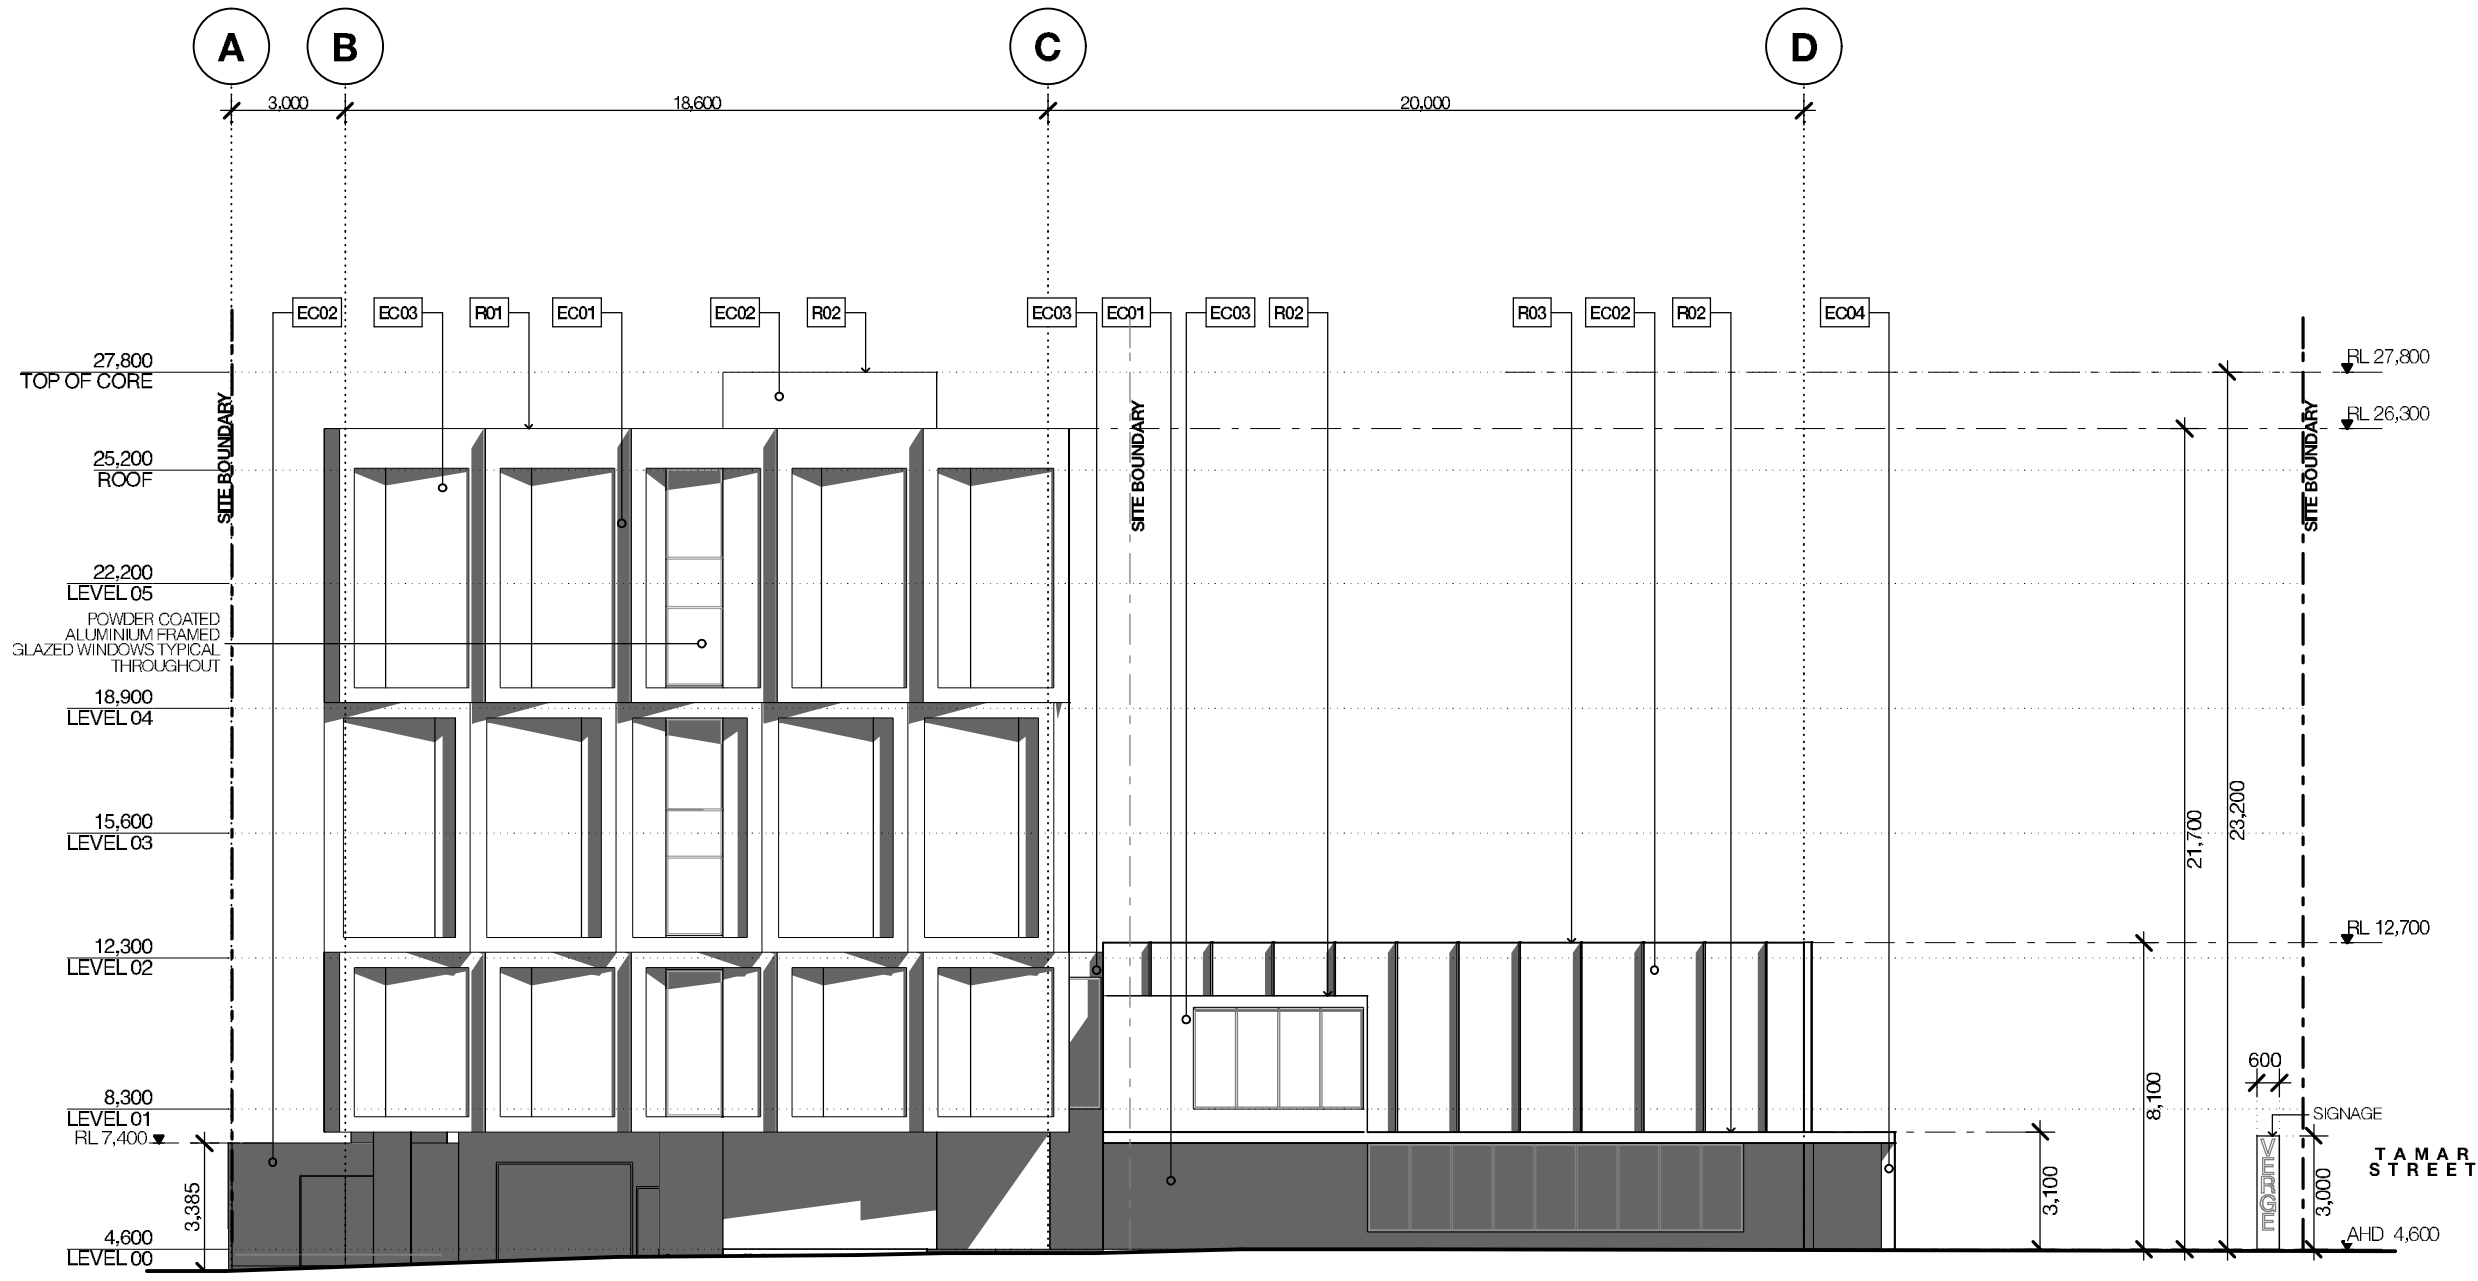 A
B
C
D
3,000
18,600
20,000
EC02
EC03
R01
EC01
EC02
R02
EC03
EC01
EC03
R02
R03
EC02
R02
EC04
27,800
TOP OF CORE
RL 27,800
RL 26,300
SITE BOUNDARY
SITE BOUNDARY
SITE BOUNDARY
25,200
ROOF
22,200
LEVEL 05
POWDER COATED
ALUMINIUM FRAMED
GLAZED WINDOWS TYPICAL
THROUGHOUT
18,900
LEVEL 04
15,600
LEVEL 03
21,700
23,200
12,300
LEVEL 02
RL 12,700
8,300
LEVEL 01
RL 7,400
8,100
600
SIGNAGE
3,385
3,100
VERGE
3,000
TAMAR
STREET
4,600
LEVEL 00
AHD 4,600